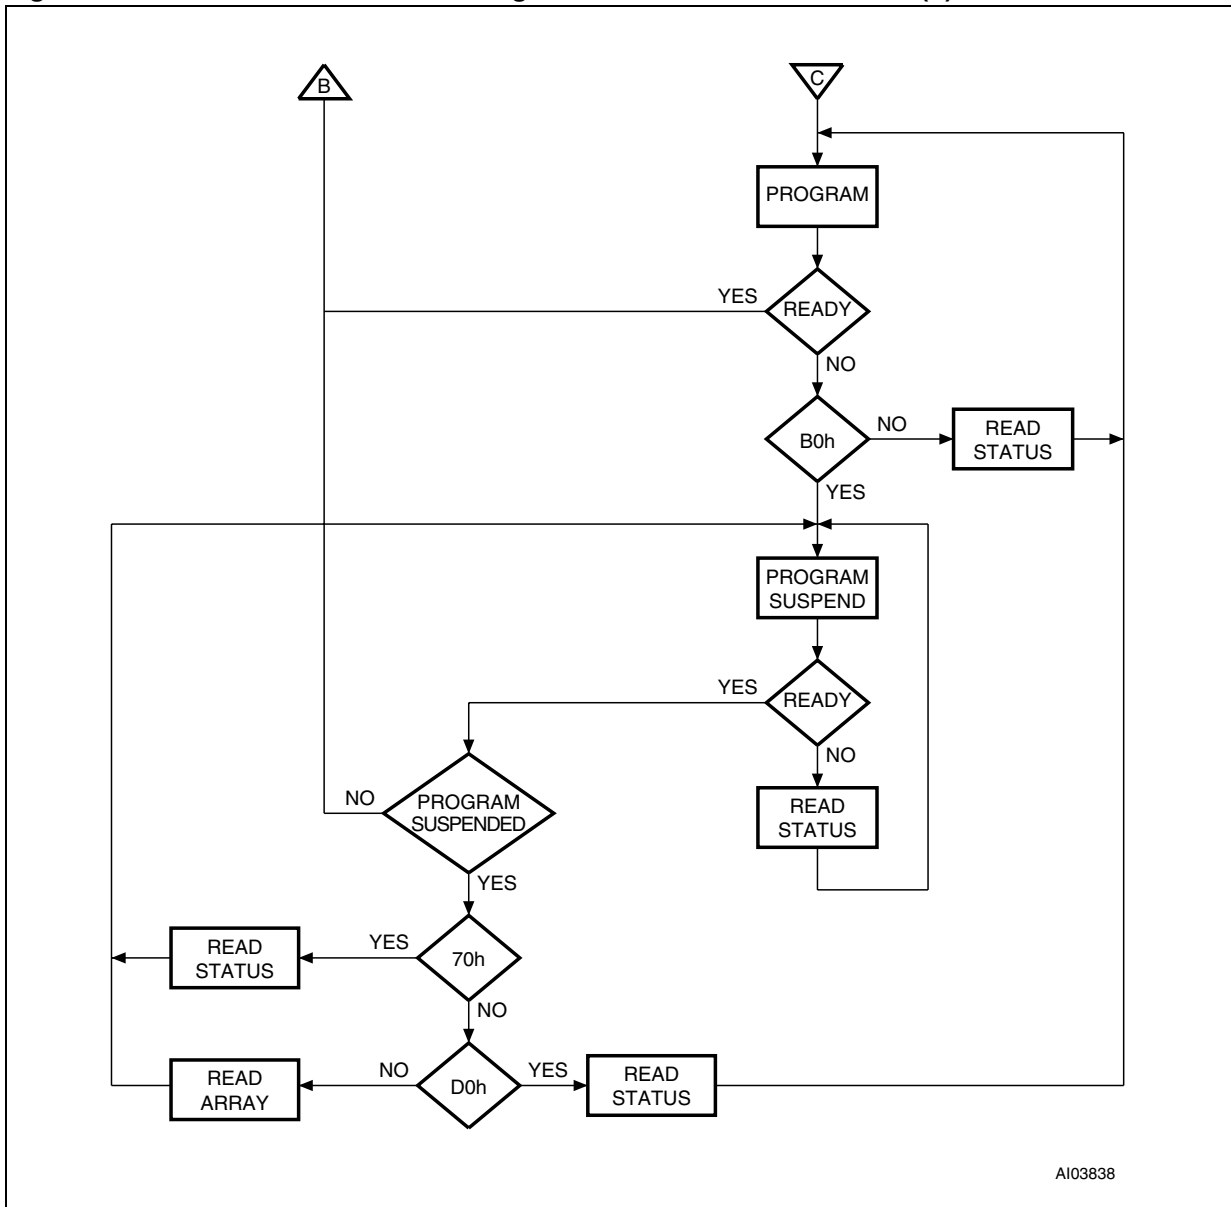 B
C
PROGRAM
YES
READY
NO
B0h
NO
READ
STATUS
YES
PROGRAM
SUSPEND
YES
READY
NO
NO
PROGRAM
SUSPENDED
READ
STATUS
YES
READ
STATUS
YES
70h
NO
READ
ARRAY
NO
D0h
YES
READ
STATUS
AI03838